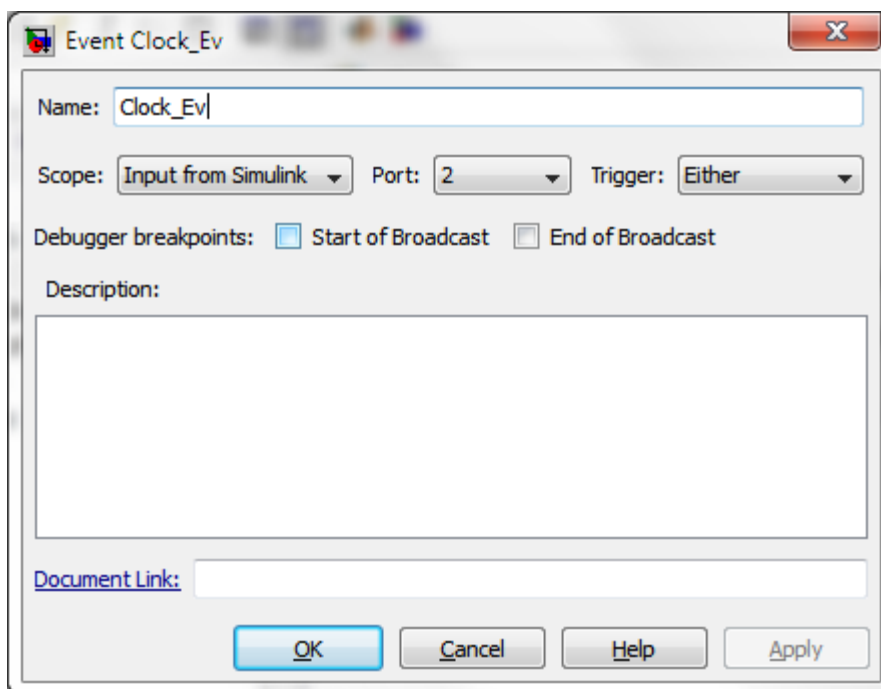 Event Clock_Ev
Name: Clock_Ev
Scope: Input from Simulink Port: 2 Trigger: Either
Debugger breakpoints: Start of Broadcast End of Broadcast
Description:
Document Link:
OK Cancel Help Apply